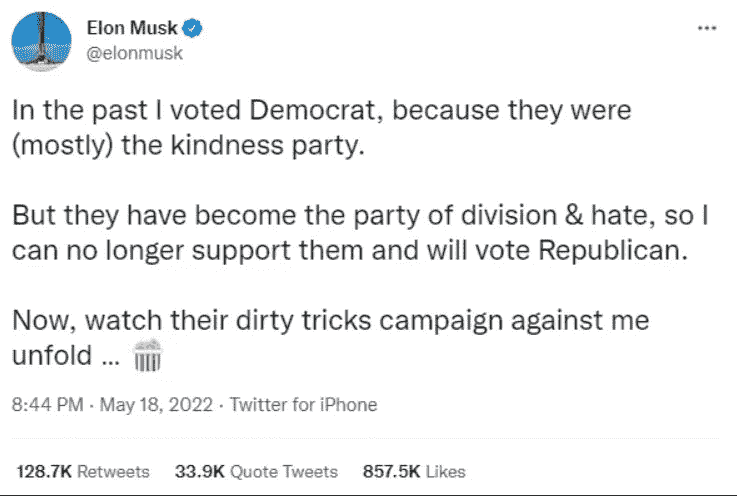 Elon Musk
@elonmusk
In the past I voted Democrat, because they were
(mostly) the kindness party.
But they have become the party of division & hate, so I
can no longer support them and will vote Republican.
Now, watch their dirty tricks campaign against me
unfold ... 🍿
8:44 PM · May 18, 2022 · Twitter for iPhone
128.7K Retweets 33.9K Quote Tweets 857.5K Likes